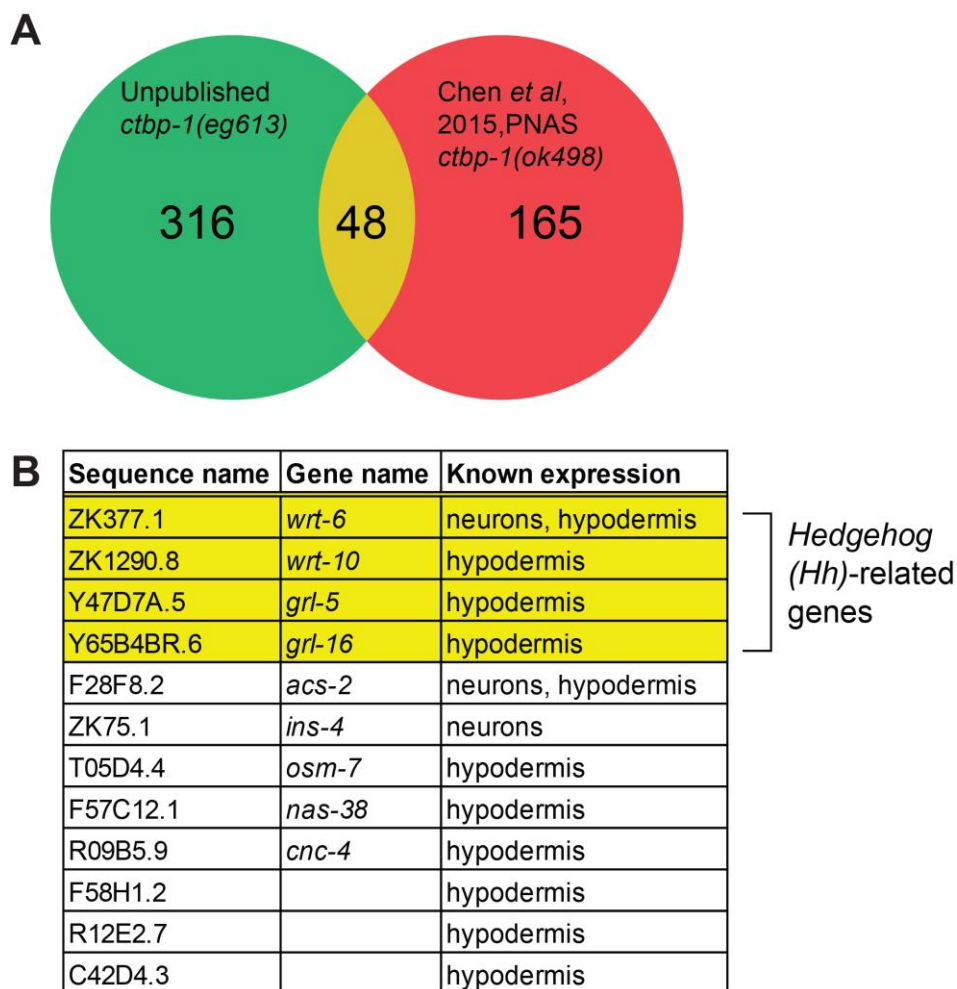 A
Unpublished
ctbp-1(eg613)
Chen et al,
2015,PNAS
ctbp-1(ok498)
316
48
165
B
Sequence name Gene name Known expression
ZK377.1 wrt-6 neurons, hypodermis
ZK1290.8 wrt-10 hypodermis
Y47D7A.5 grl-5 hypodermis
Y65B4BR.6 grl-16 hypodermis
Hedgehog
(Hh)-related
genes
F28F8.2 acs-2 neurons, hypodermis
ZK75.1 ins-4 neurons
T05D4.4 osm-7 hypodermis
F57C12.1 nas-38 hypodermis
R09B5.9 cnc-4 hypodermis
F58H1.2 hypodermis
R12E2.7 hypodermis
C42D4.3 hypodermis